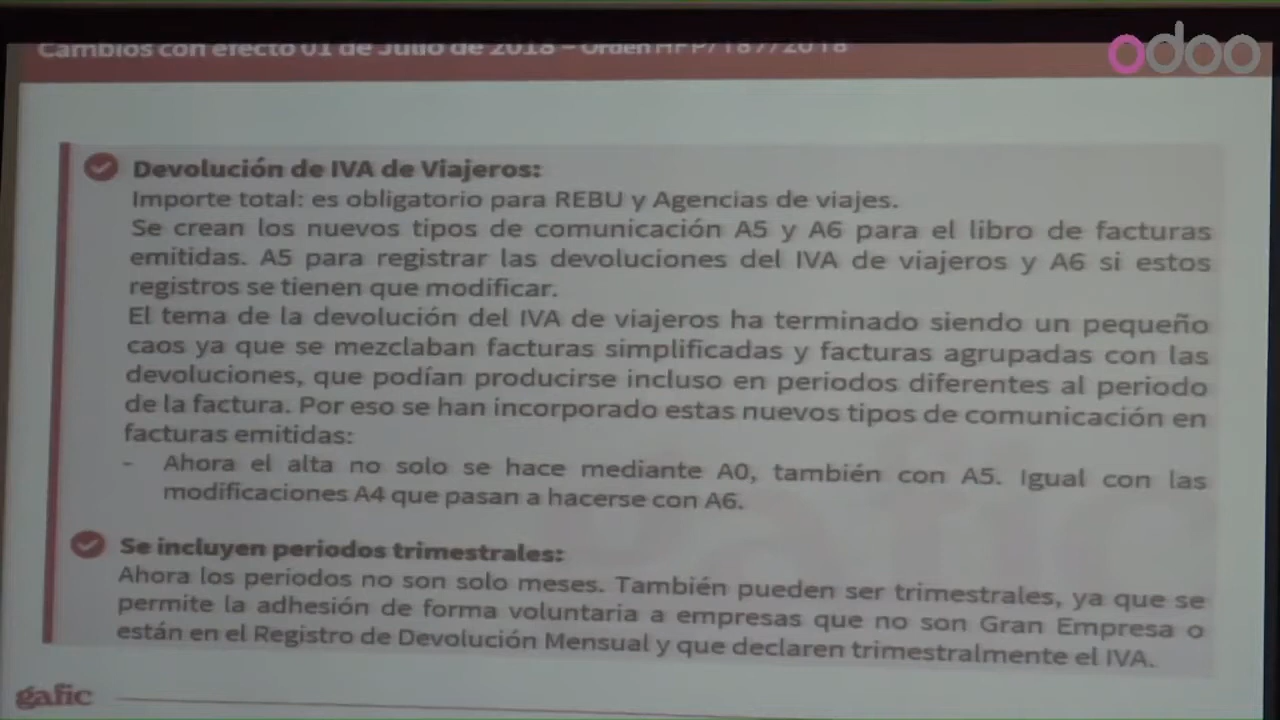 Cambios con efecto 01 de Julio de 2018 – Orden HFP/187/2018
odoo
Devolución de IVA de Viajeros:
Importe total: es obligatorio para REBU y Agencias de viajes.
Se crean los nuevos tipos de comunicación A5 y A6 para el libro de facturas
emitidas. A5 para registrar las devoluciones del IVA de viajeros y A6 si estos
registros se tienen que modificar.
El tema de la devolución del IVA de viajeros ha terminado siendo un pequeño
caos ya que se mezclaban facturas simplificadas y facturas agrupadas con las
devoluciones, que podían producirse incluso en periodos diferentes al periodo
de la factura. Por eso se han incorporado estas nuevos tipos de comunicación en
facturas emitidas:
- Ahora el alta no solo se hace mediante A0, también con A5. Igual con las
modificaciones A4 que pasan a hacerse con A6.
Se incluyen periodos trimestrales:
Ahora los periodos no son solo meses. También pueden ser trimestrales, ya que se
permite la adhesión de forma voluntaria a empresas que no son Gran Empresa o
están en el Registro de Devolución Mensual y que declaren trimestralmente el IVA.
gafic